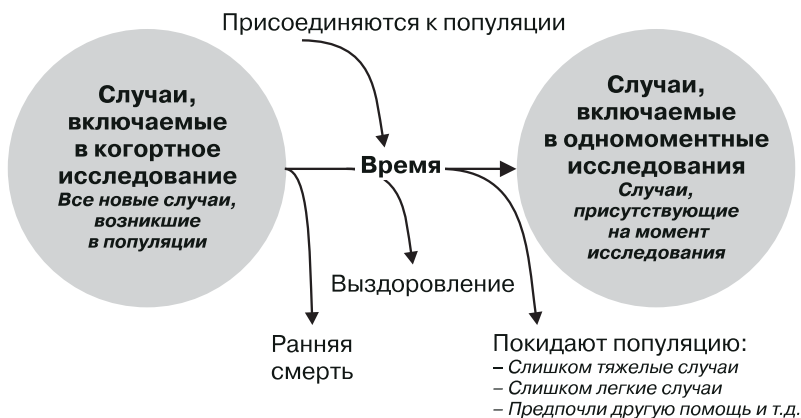 Присоединяются к популяции
Случаи,
включаемые
в когортное
исследование
Все новые случаи,
возникшие
в популяции
Время
Случаи,
включаемые
в одномоментные
исследования
Случаи,
присутствующие
на момент
исследования
Выздоровление
Ранняя
смерть
Покидают популяцию:
– Слишком тяжелые случаи
– Слишком легкие случаи
– Предпочли другую помощь и т.д.